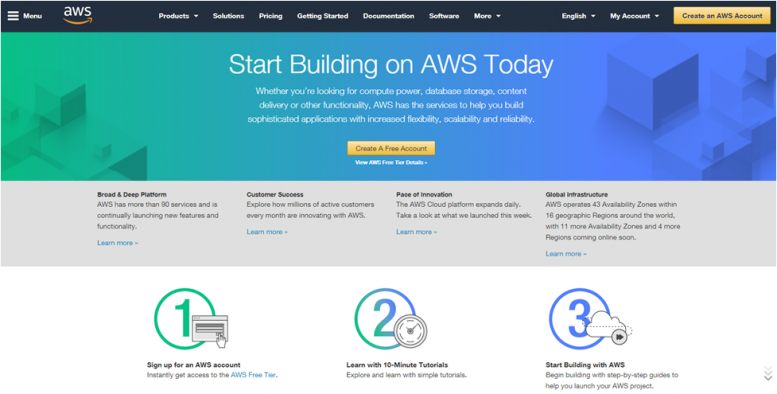 Menu
aws
Products
Solutions
Pricing
Getting Started
Documentation
Software
More
English
My Account
Create an AWS Account
Start Building on AWS Today
Whether you're looking for compute power, database storage, content
delivery or other functionality, AWS has the services to help you build
sophisticated applications with increased flexibility, scalability and reliability.
Create A Free Account
View AWS Free Tier Details »
Broad & Deep Platform
AWS has more than 90 services and is
continually launching new features and
functionality.
Learn more »
Customer Success
Explore how millions of active customers
every month are innovating with AWS.
Learn more »
Pace of Innovation
The AWS Cloud platform expands daily.
Take a look at what we launched this week.
Learn more »
Global Infrastructure
AWS operates 43 Availability Zones within
16 geographic Regions around the world,
with 11 more Availability Zones and 4 more
Regions coming online soon.
Learn more »
1
Sign up for an AWS account
Instantly get access to the AWS Free Tier.
2
Learn with 10-Minute Tutorials
Explore and learn with simple tutorials.
3
Start Building with AWS
Begin building with step-by-step guides to
help you launch your AWS project.